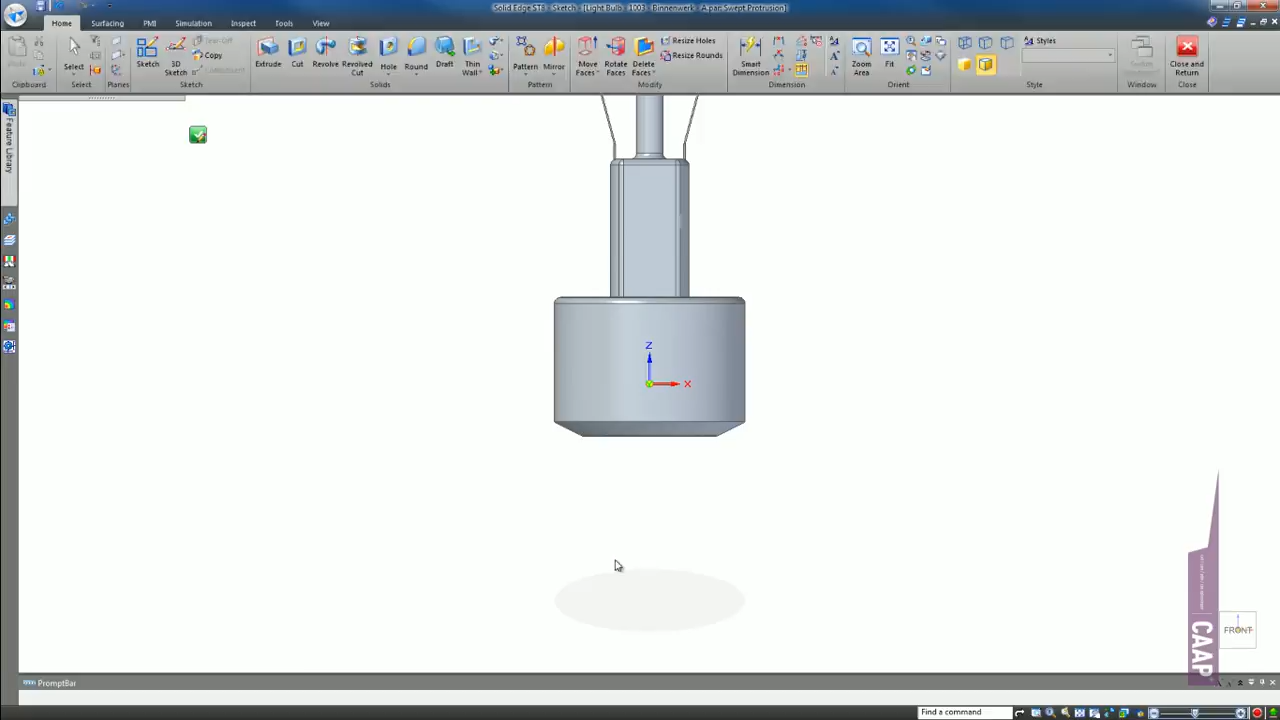 Solid Edge ST8 - Sketch - [Light Bulb - 1003 - Binnenwerk - A.par:Swept Protrusion]
Home Surfacing PMI Simulation Inspect Tools View
Copy
Resize Holes
Resize Rounds
Styles
Select Sketch 3D Sketch Extrude Cut Revolve Revolved Cut Hole Round Draft Thin Wall Pattern Mirror Move Faces Rotate Faces Delete Faces Smart Dimension Zoom Area Fit Close and Return
Clipboard Select Planes Sketch Solids Pattern Modify Dimension Orient Style Window Close
Feature Library
Z
X
CAAP
FRONT
PromptBar
Find a command